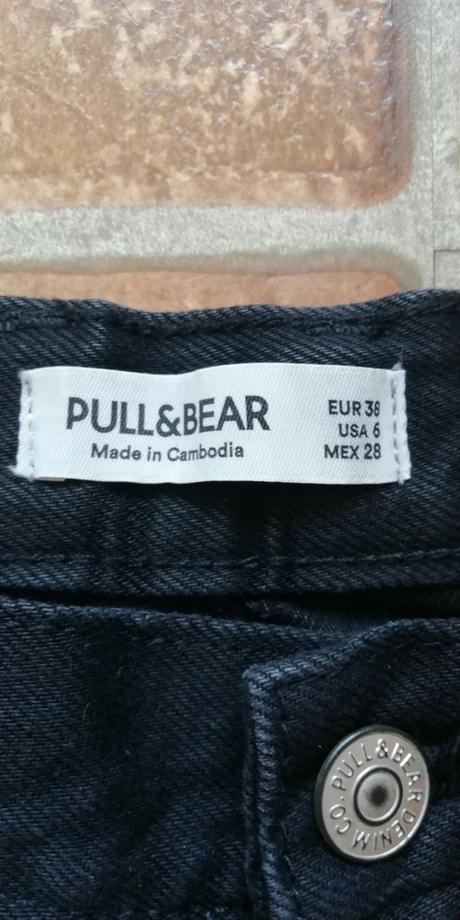 PULL&BEAR
Made in Cambodia
EUR 38
USA 6
MEX 28
PULL&BEAR DENIM CO.